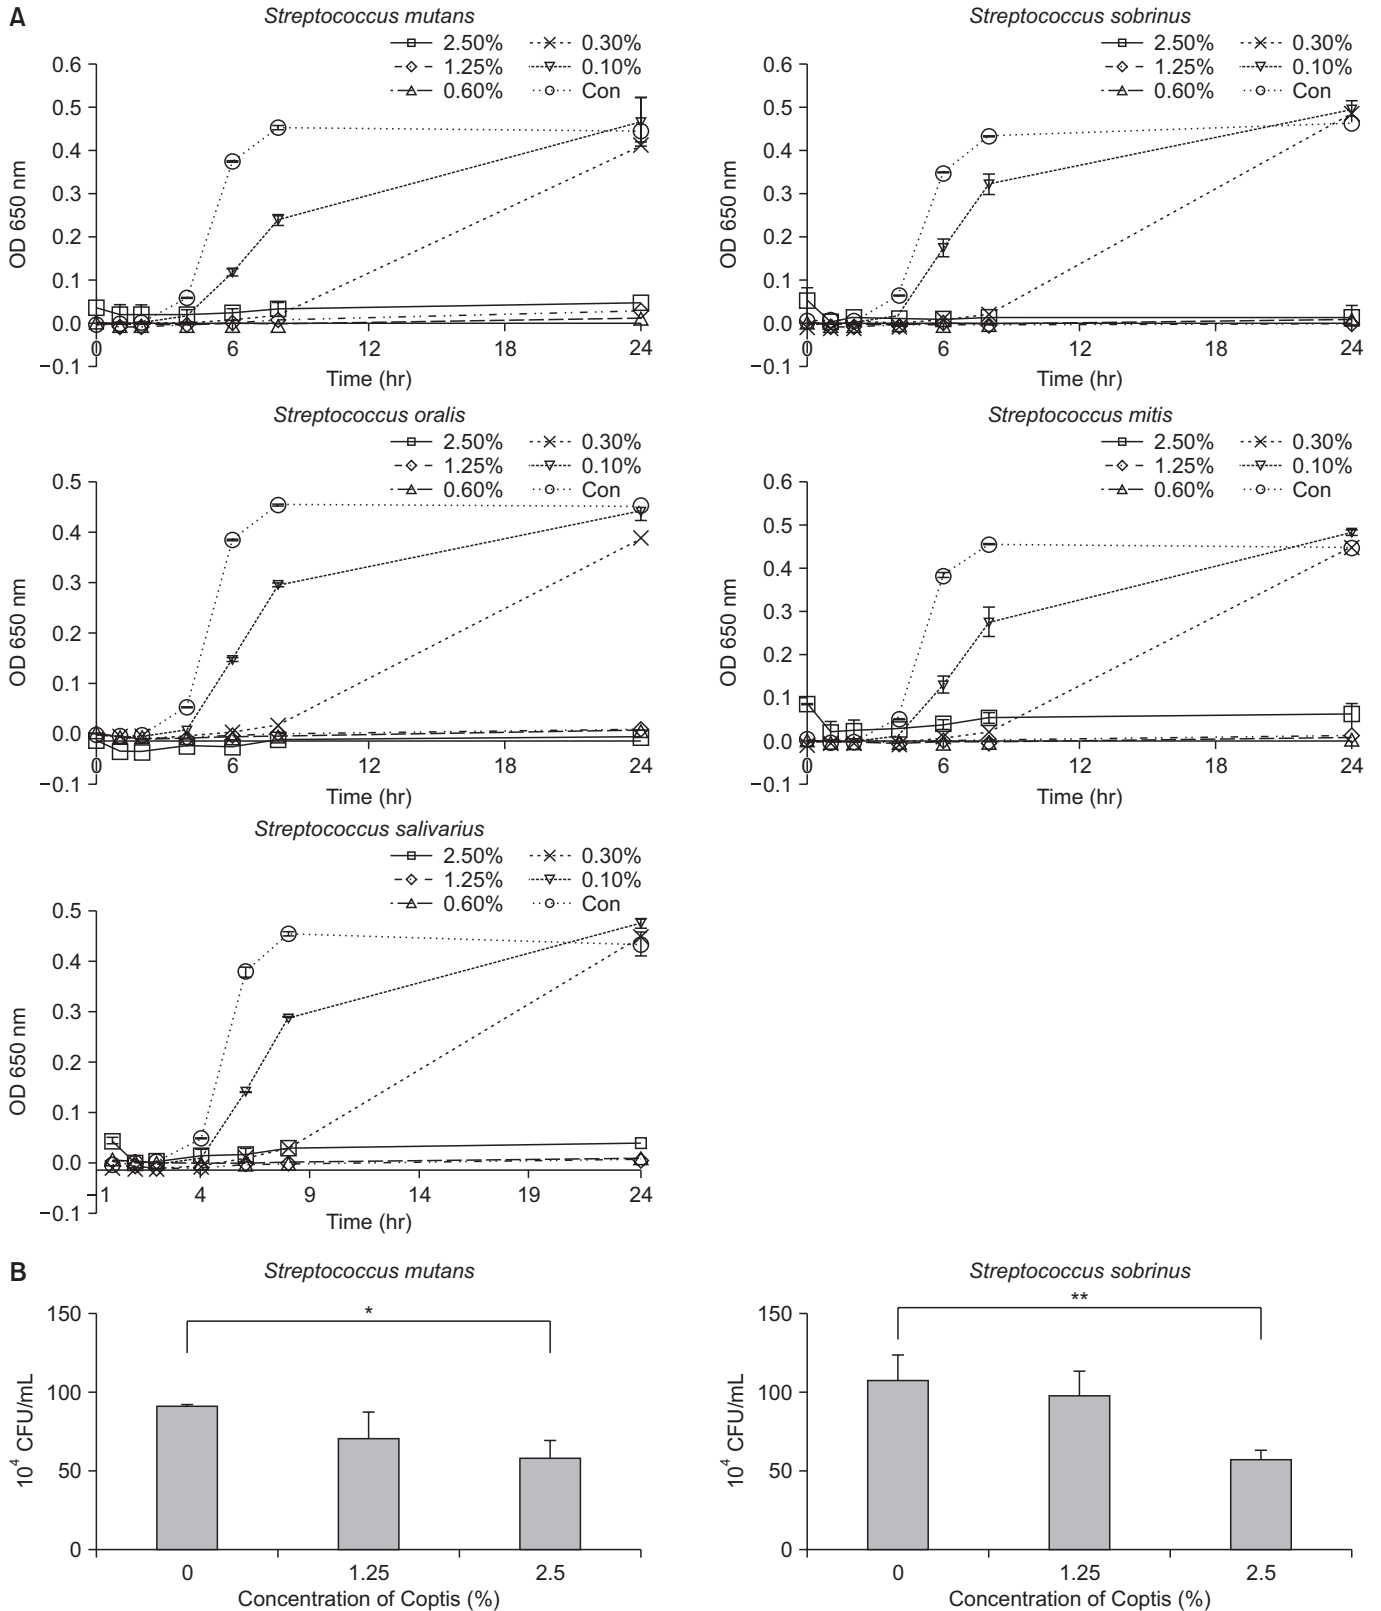 A
Streptococcus mutans
2.50% 0.30%
1.25% 0.10%
0.60% Con
0.6
0.5
0.4
0.3
0.2
0.1
0.0
−0.1
OD 650 nm
0 6 12 18 24
Time (hr)
Streptococcus sobrinus
2.50% 0.30%
1.25% 0.10%
0.60% Con
0.6
0.5
0.4
0.3
0.2
0.1
0.0
−0.1
OD 650 nm
0 6 12 18 24
Time (hr)
Streptococcus oralis
2.50% 0.30%
1.25% 0.10%
0.60% Con
0.5
0.4
0.3
0.2
0.1
0.0
−0.1
OD 650 nm
0 6 12 18 24
Time (hr)
Streptococcus mitis
2.50% 0.30%
1.25% 0.10%
0.60% Con
0.6
0.5
0.4
0.3
0.2
0.1
0.0
−0.1
OD 650 nm
0 6 12 18 24
Time (hr)
Streptococcus salivarius
2.50% 0.30%
1.25% 0.10%
0.60% Con
0.5
0.4
0.3
0.2
0.1
0.0
−0.1
OD 650 nm
−1 4 9 14 19 24
Time (hr)
B
Streptococcus mutans
*
150
100
50
0
10⁴ CFU/mL
0 1.25 2.5
Concentration of Coptis (%)
Streptococcus sobrinus
**
150
100
50
0
10⁴ CFU/mL
0 1.25 2.5
Concentration of Coptis (%)